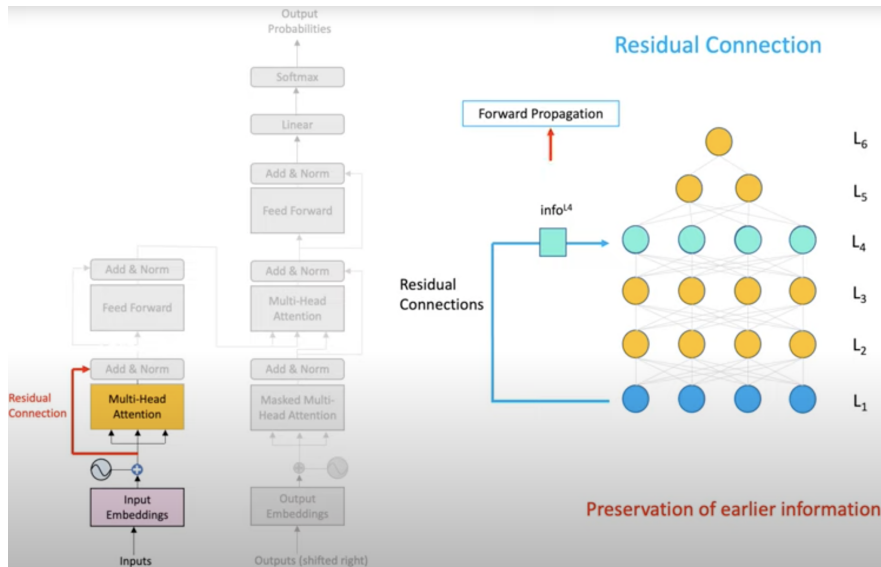 Output
Probabilities
Softmax
Linear
Add & Norm
Feed Forward
Add & Norm
Multi-Head
Attention
Add & Norm
Masked Multi-
Head Attention
Output
Embeddings
Outputs (shifted right)
Add & Norm
Feed Forward
Add & Norm
Multi-Head
Attention
Residual
Connection
Input
Embeddings
Inputs
Residual Connection
Forward Propagation
info^L4
Residual
Connections
L₆
L₅
L₄
L₃
L₂
L₁
Preservation of earlier information